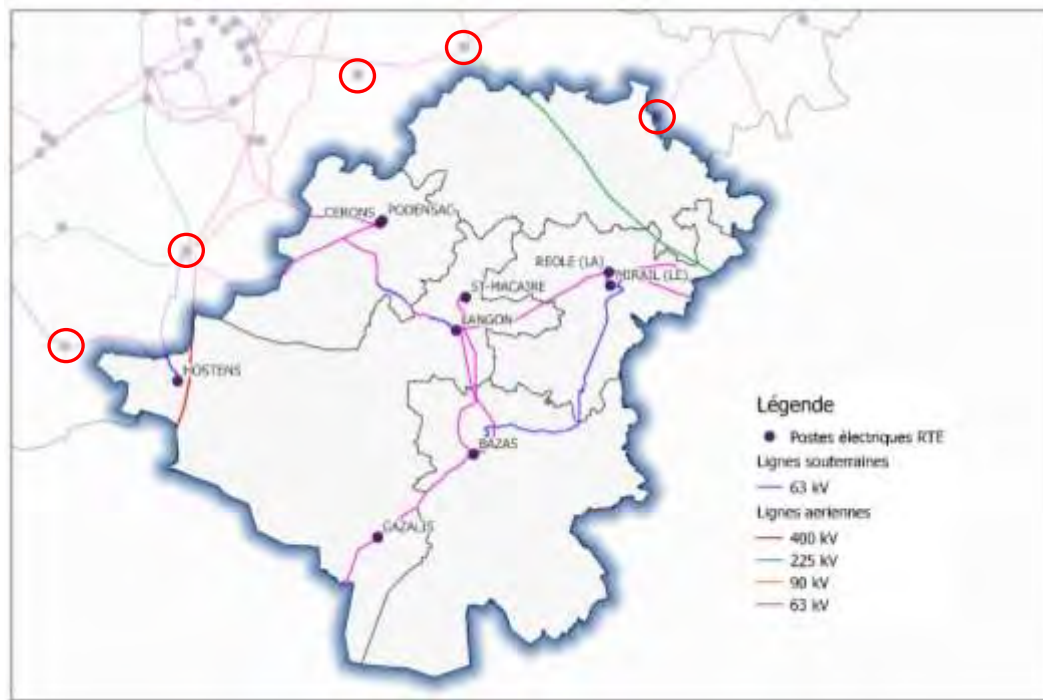 CERONS
PODENSAC
REOLE (LA)
MIRAIL (LE)
ST-MACAIRE
LANGON
HOSTENS
BAZAS
CAZALIS
Légende
Postes électriques RTE
Lignes souterraines
63 kV
Lignes aeriennes
400 kV
225 kV
90 kV
63 kV